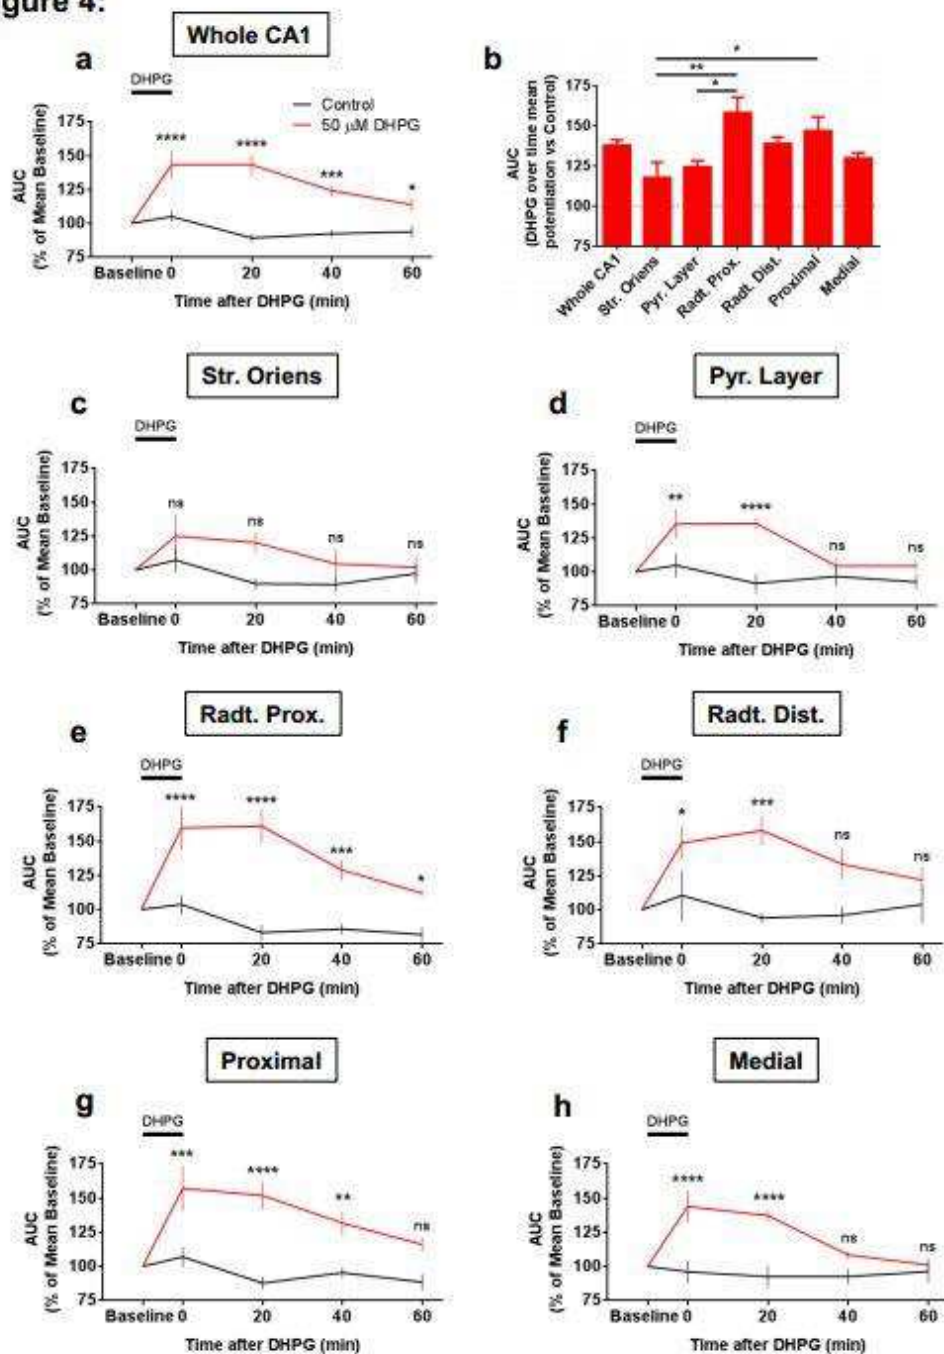 gure 4:
Whole CA1
a
DHPG
Control
50 µM DHPG
AUC
(% of Mean Baseline)
175
150
125
100
75
****
****
***
*
Baseline 0 20 40 60
Time after DHPG (min)
b
AUC
(DHPG over time mean
potentiation vs Control)
175
150
125
100
75
*
**
*
Whole CA1
Str. Oriens
Pyr. Layer
Radt. Prox.
Radt. Dist.
Proximal
Medial
Str. Oriens
c
DHPG
AUC
(% of Mean Baseline)
175
150
125
100
75
ns
ns
ns
ns
Baseline 0 20 40 60
Time after DHPG (min)
Pyr. Layer
d
DHPG
AUC
(% of Mean Baseline)
175
150
125
100
75
**
****
ns
ns
Baseline 0 20 40 60
Time after DHPG (min)
Radt. Prox.
e
DHPG
AUC
(% of Mean Baseline)
175
150
125
100
75
****
****
***
*
Baseline 0 20 40 60
Time after DHPG (min)
Radt. Dist.
f
DHPG
AUC
(% of Mean Baseline)
175
150
125
100
75
*
***
ns
ns
Baseline 0 20 40 60
Time after DHPG (min)
Proximal
g
DHPG
AUC
(% of Mean Baseline)
175
150
125
100
75
***
****
**
ns
Baseline 0 20 40 60
Time after DHPG (min)
Medial
h
DHPG
AUC
(% of Mean Baseline)
175
150
125
100
75
****
****
ns
ns
Baseline 0 20 40 60
Time after DHPG (min)